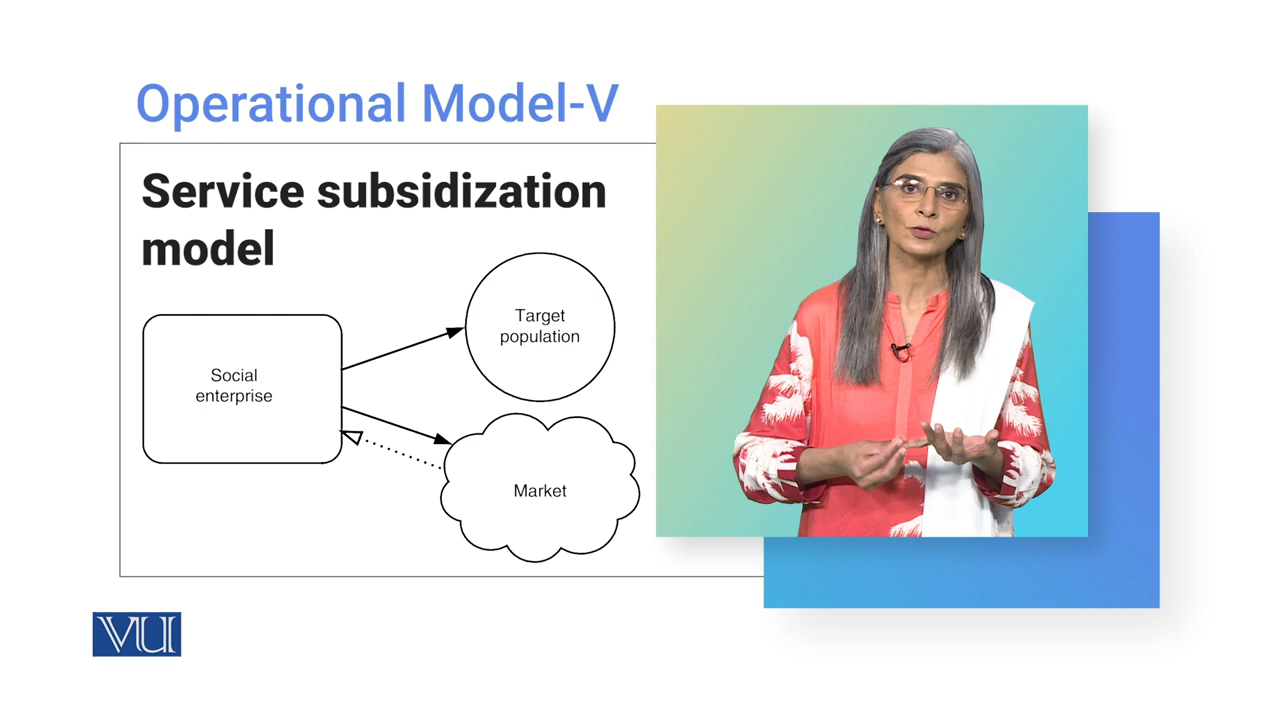 Operational Model-V
Service subsidization
model
Target
population
Social
enterprise
Market
VU